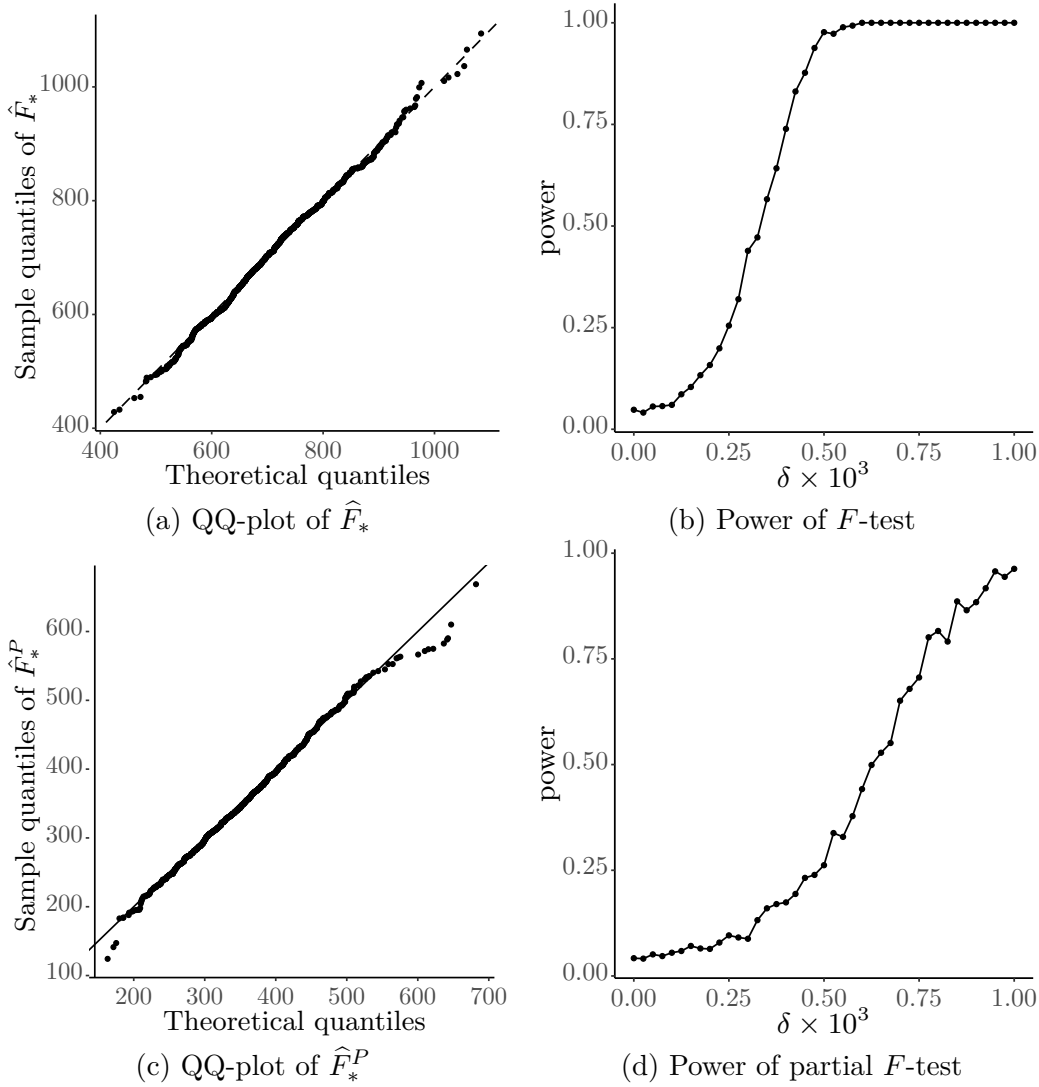 Sample quantiles of F̂*
1000
800
600
400
400 600 800 1000
Theoretical quantiles
(a) QQ-plot of F̂*
power
1.00
0.75
0.50
0.25
0.00
0.00 0.25 0.50 0.75 1.00
δ × 10³
(b) Power of F-test
Sample quantiles of F̂*ᴾ
600
500
400
300
200
100
200 300 400 500 600 700
Theoretical quantiles
(c) QQ-plot of F̂*ᴾ
power
1.00
0.75
0.50
0.25
0.00
0.00 0.25 0.50 0.75 1.00
δ × 10³
(d) Power of partial F-test